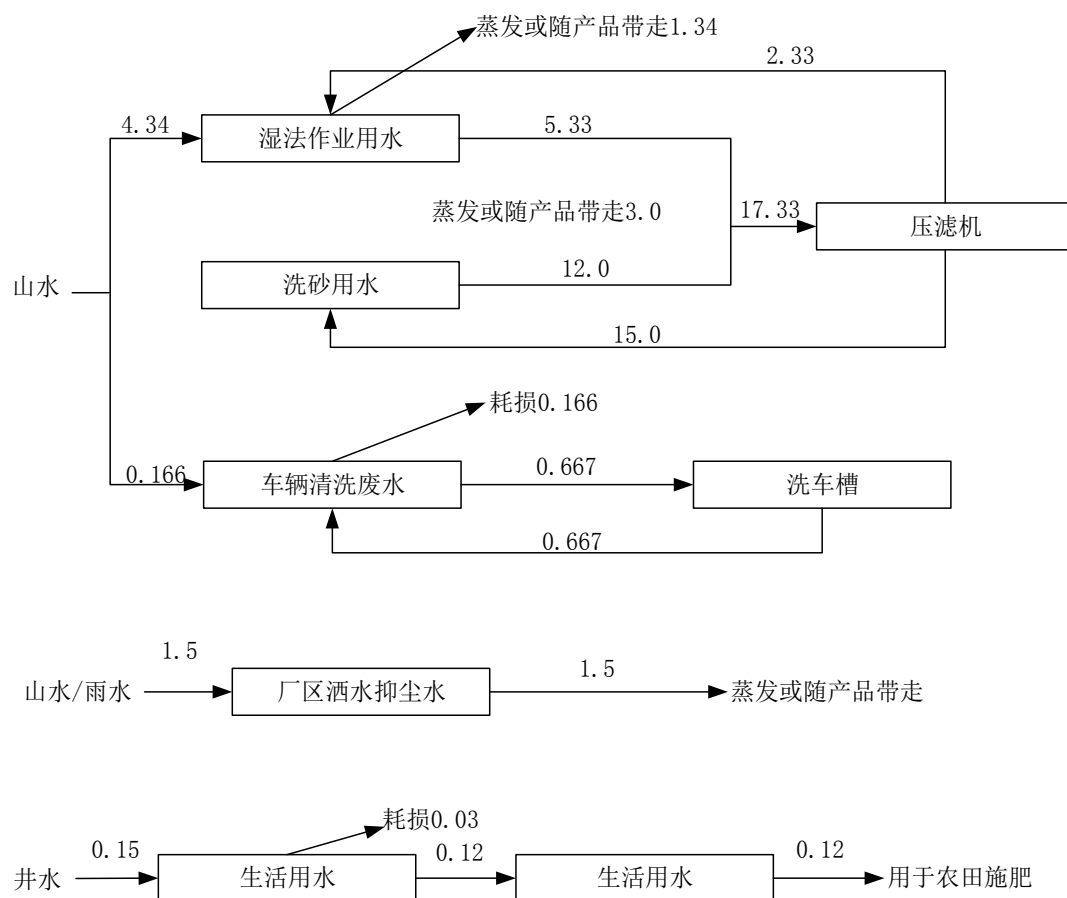 蒸发或随产品带走1.34
2.33
4.34
湿法作业用水
5.33
蒸发或随产品带走3.0
17.33
压滤机
山水
洗砂用水
12.0
15.0
耗损0.166
0.166
车辆清洗废水
0.667
洗车槽
0.667
1.5
山水/雨水
厂区洒水抑尘水
1.5
蒸发或随产品带走
耗损0.03
井水
0.15
生活用水
0.12
生活用水
0.12
用于农田施肥